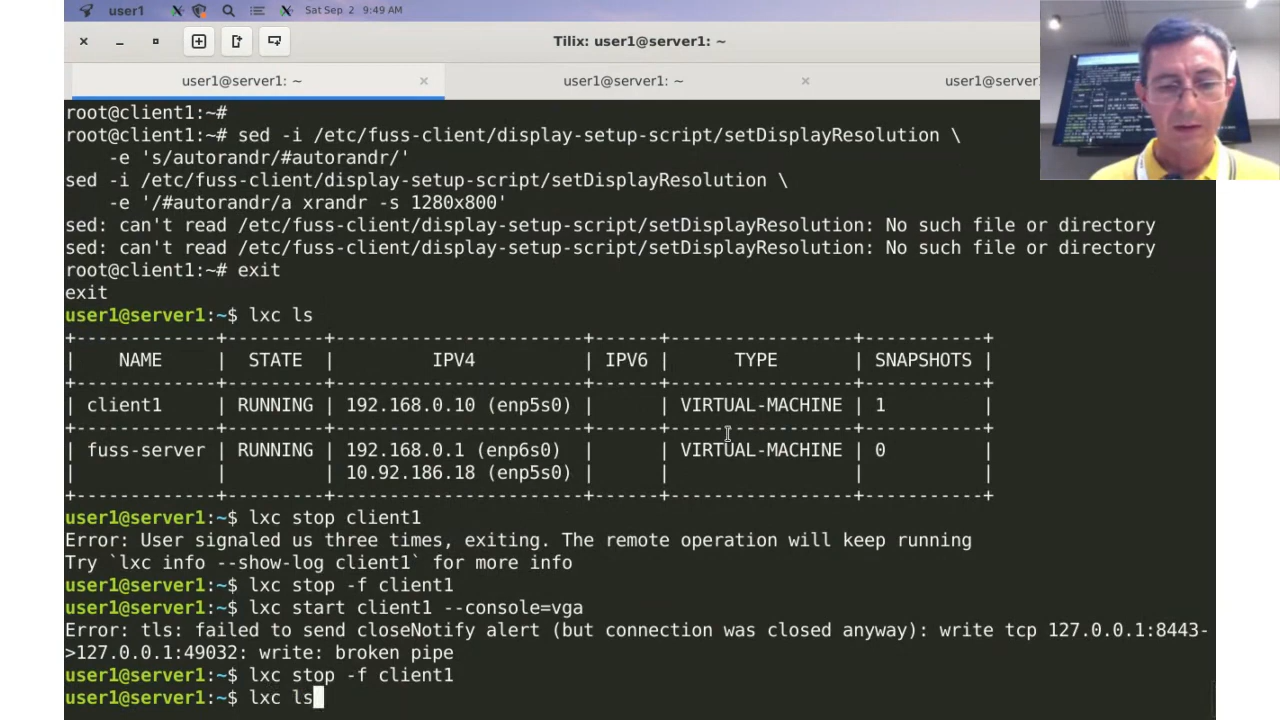 user1
Sat Sep 2 9:49 AM
Tilix: user1@server1: ~
user1@server1: ~
user1@server1: ~
user1@server1:
root@client1:~#
root@client1:~# sed -i /etc/fuss-client/display-setup-script/setDisplayResolution \
-e 's/autorandr/#autorandr/'
sed -i /etc/fuss-client/display-setup-script/setDisplayResolution \
-e '/#autorandr/a xrandr -s 1280x800'
sed: can't read /etc/fuss-client/display-setup-script/setDisplayResolution: No such file or directory
sed: can't read /etc/fuss-client/display-setup-script/setDisplayResolution: No such file or directory
root@client1:~# exit
exit
user1@server1:~$ lxc ls
+-------------+---------+-----------------------+------+-----------------+-----------+
| NAME | STATE | IPV4 | IPV6 | TYPE | SNAPSHOTS |
+-------------+---------+-----------------------+------+-----------------+-----------+
| client1 | RUNNING | 192.168.0.10 (enp5s0) | | VIRTUAL-MACHINE | 1 |
+-------------+---------+-----------------------+------+-----------------+-----------+
| fuss-server | RUNNING | 192.168.0.1 (enp6s0) | | VIRTUAL-MACHINE | 0 |
| | | 10.92.186.18 (enp5s0) | | | |
+-------------+---------+-----------------------+------+-----------------+-----------+
user1@server1:~$ lxc stop client1
Error: User signaled us three times, exiting. The remote operation will keep running
Try `lxc info --show-log client1` for more info
user1@server1:~$ lxc stop -f client1
user1@server1:~$ lxc start client1 --console=vga
Error: tls: failed to send closeNotify alert (but connection was closed anyway): write tcp 127.0.0.1:8443-
>127.0.0.1:49032: write: broken pipe
user1@server1:~$ lxc stop -f client1
user1@server1:~$ lxc ls